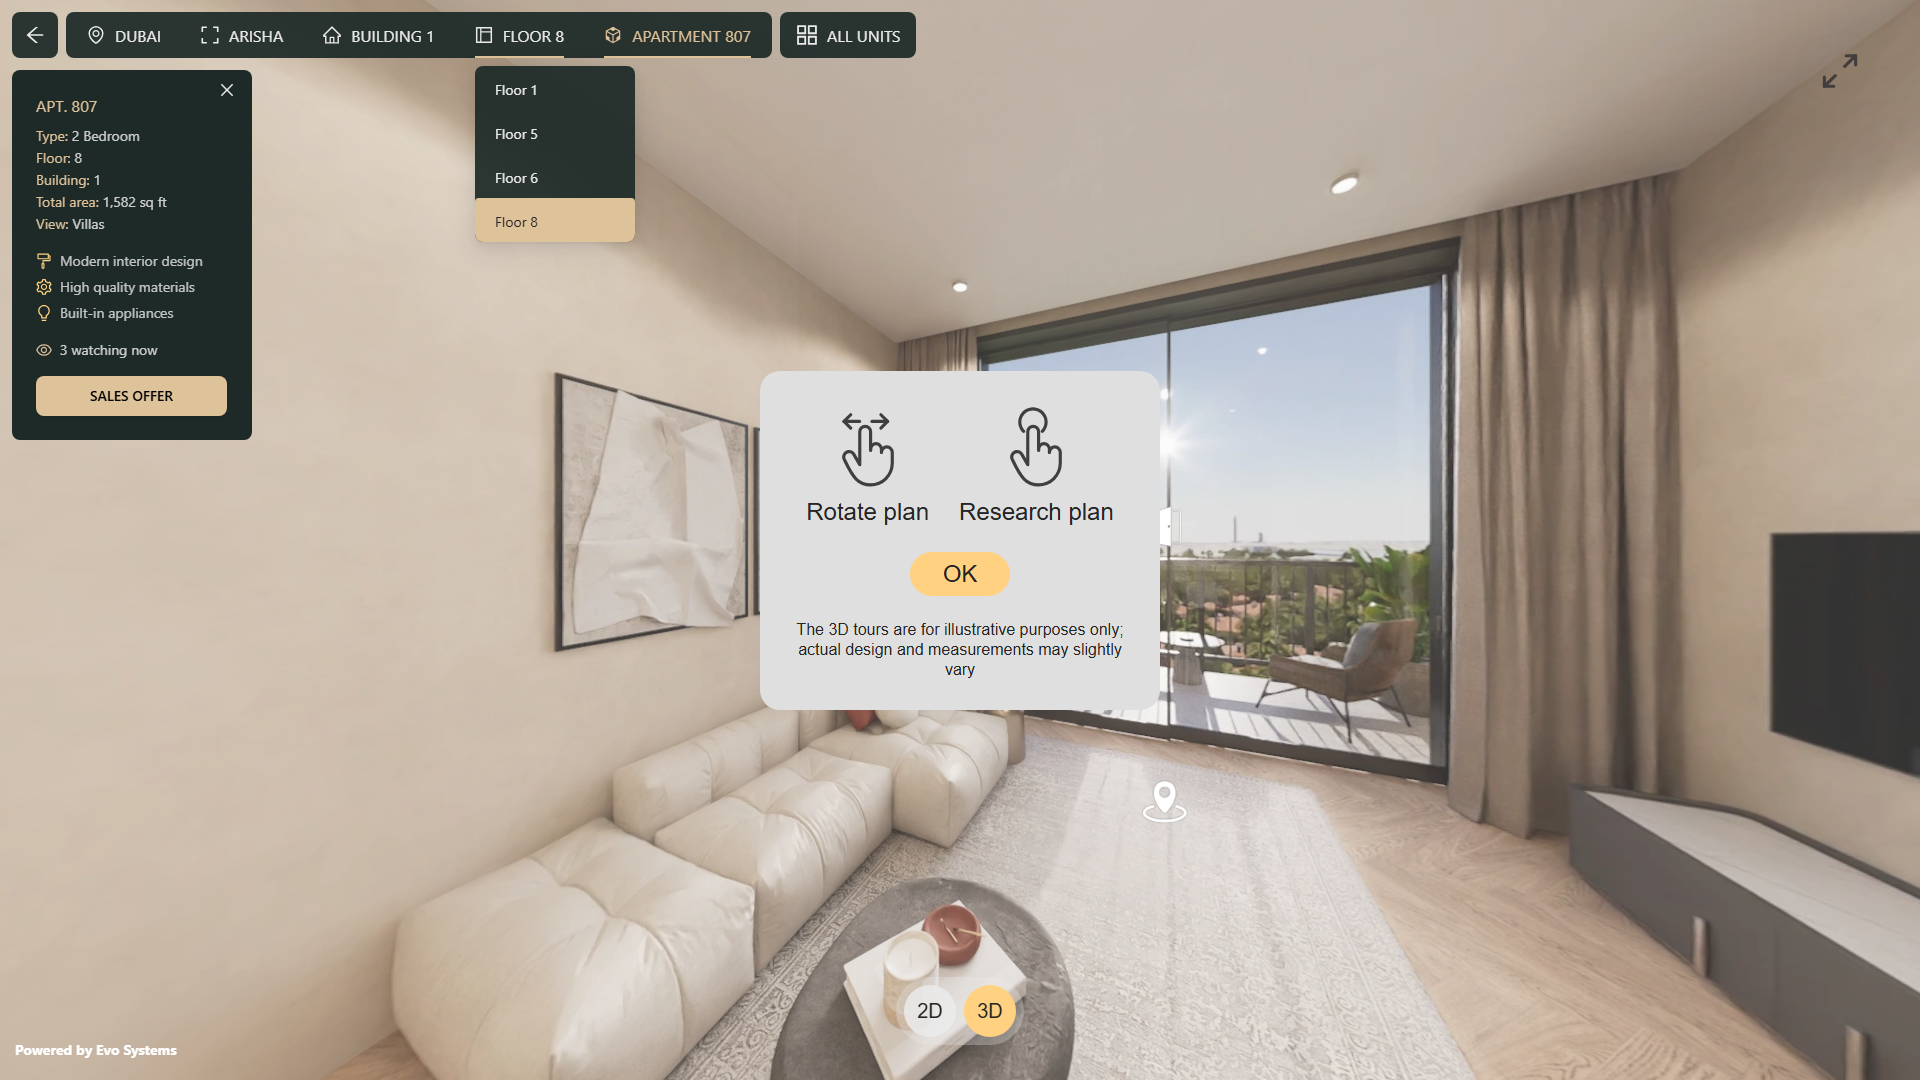 DUBAI
ARISHA
BUILDING 1
FLOOR 8
APARTMENT 807
ALL UNITS
Floor 1
Floor 5
Floor 6
Floor 8
APT. 807
Type: 2 Bedroom
Floor: 8
Building: 1
Total area: 1,582 sq ft
View: Villas
Modern interior design
High quality materials
Built-in appliances
3 watching now
SALES OFFER
Rotate plan
Research plan
OK
The 3D tours are for illustrative purposes only;
actual design and measurements may slightly
vary
2D
3D
Powered by Evo Systems